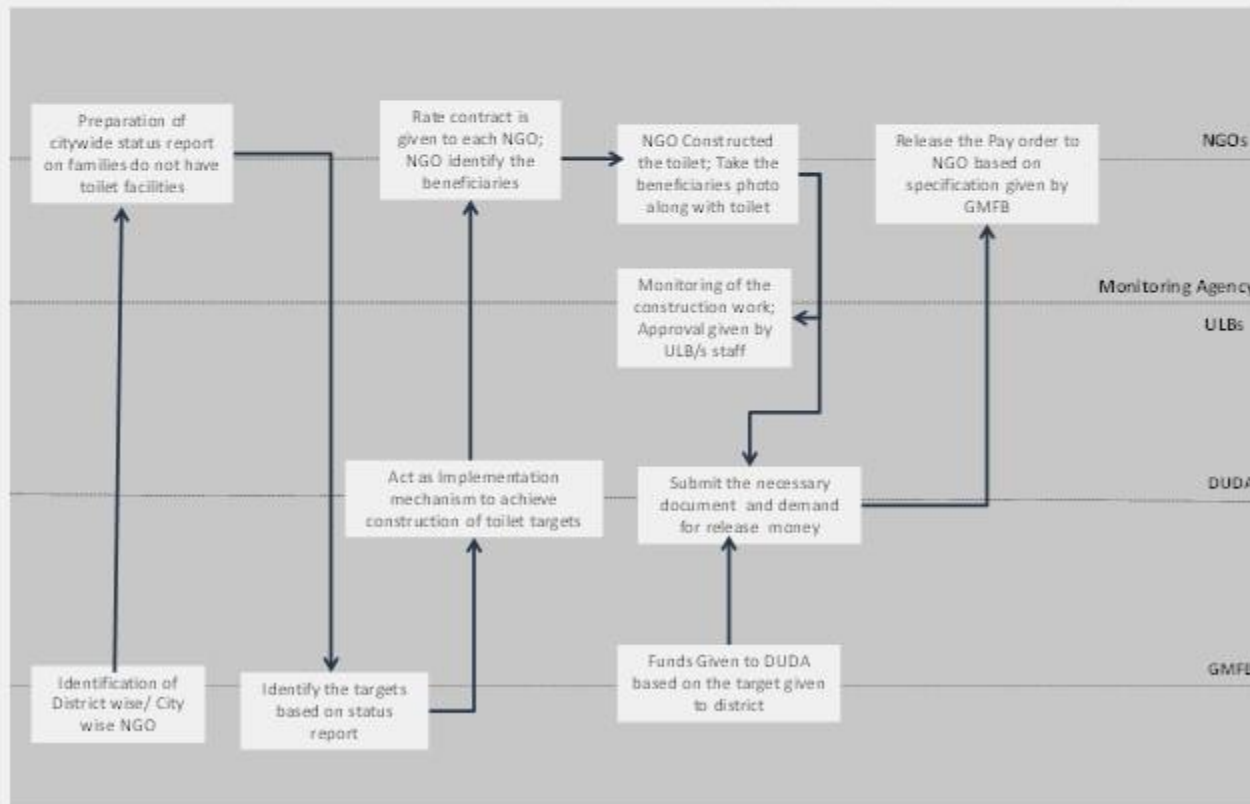 Preparation of
citywide status report
on families do not have
toilet facilities
Rate contract is
given to each NGO;
NGO identify the
beneficiaries
NGO Constructed
the toilet; Take the
beneficiaries photo
along with toilet
Release the Pay order to
NGO based on
specification given by
GMFB
NGOs
Monitoring of the
construction work;
Approval given by
ULB/s staff
Monitoring Agency
ULBs
Act as Implementation
mechanism to achieve
construction of toilet targets
Submit the necessary
document and demand
for release money
DUDA
Identification of
District wise/ City
wise NGO
Identify the targets
based on status
report
Funds Given to DUDA
based on the target given
to district